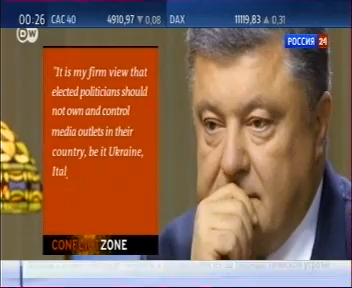 00:26 CAC 40 4910,97 ▼ 0,08 DAX 11119,83 ▲ 0,31
DW
РОССИЯ 24
"It is my firm view that
elected politicians should
not own and control
media outlets in their
country, be it Ukraine,
Ital
CONFLICT ZONE